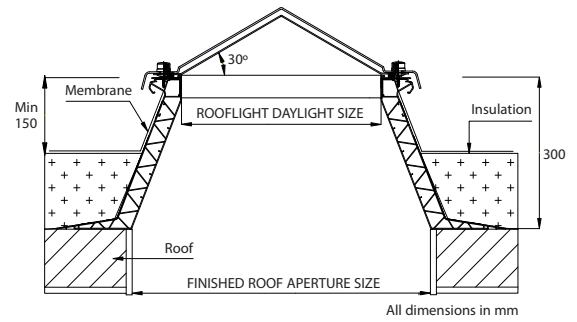 30º
Membrane
Min
150
ROOFLIGHT DAYLIGHT SIZE
Insulation
300
Roof
FINISHED ROOF APERTURE SIZE
All dimensions in mm